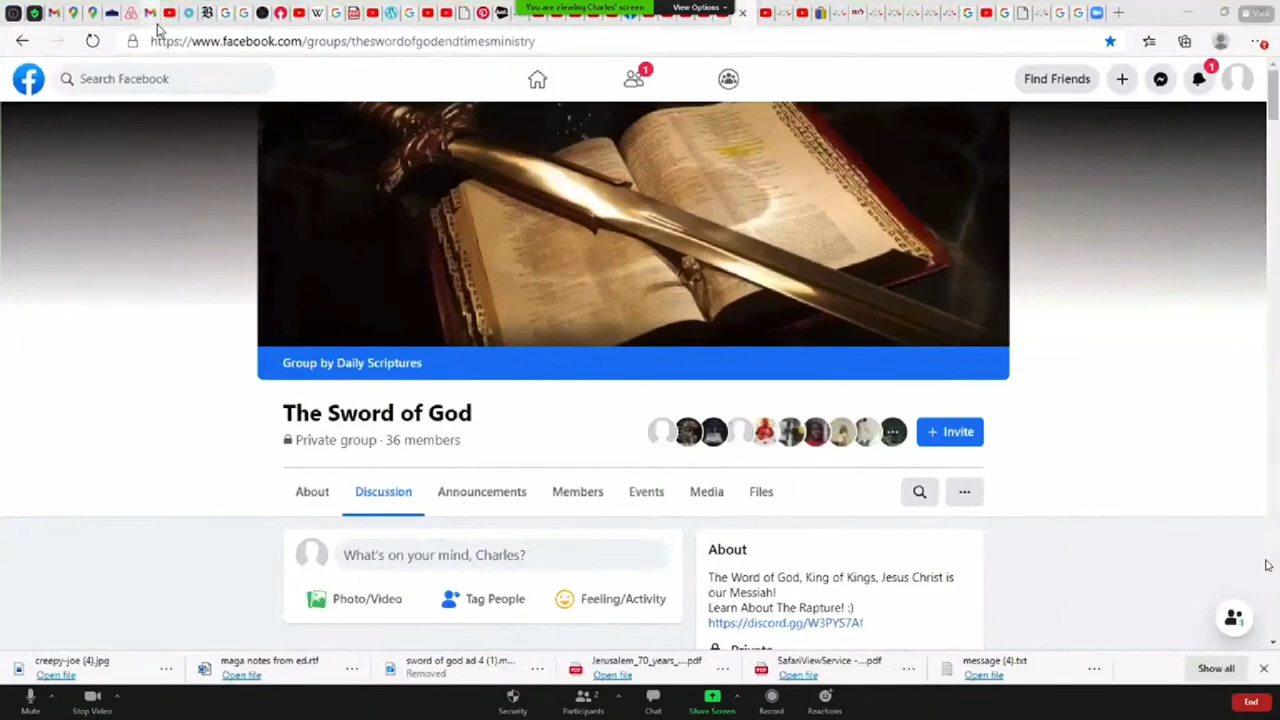 You are viewing Charles' screen
View Options
View
https://www.facebook.com/groups/theswordofgodendtimesministry
Search Facebook
1
Find Friends
1
Group by Daily Scriptures
The Sword of God
Private group · 36 members
+ Invite
About
Discussion
Announcements
Members
Events
Media
Files
What's on your mind, Charles?
Photo/Video
Tag People
Feeling/Activity
About
The Word of God, King of Kings, Jesus Christ is
our Messiah!
Learn About The Rapture! :)
https://discord.gg/W3PYS7Af
Private
creepy-joe (4).jpg
Open file
maga notes from ed.rtf
Open file
sword of god ad 4 (1).m...
Removed
Jerusalem_70_years_....pdf
Open file
SafariViewService - ...pdf
Open file
message (4).txt
Open file
Show all
Mute
Stop Video
Security
Participants
2
Chat
Share Screen
Record
Reactions
End